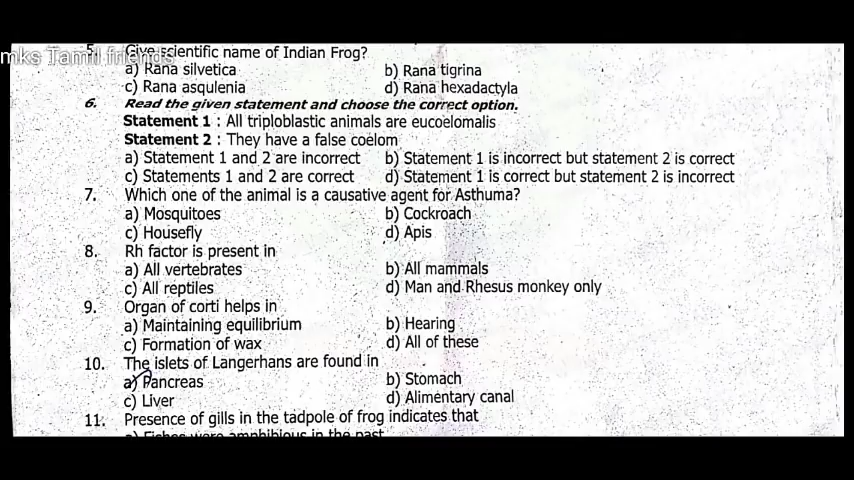 mks Tamil friends
5. Give scientific name of Indian Frog?
a) Rana silvetica b) Rana tigrina
c) Rana asqulenia d) Rana hexadactyla
6. Read the given statement and choose the correct option.
Statement 1 : All triploblastic animals are eucoelomalis
Statement 2 : They have a false coelom
a) Statement 1 and 2 are incorrect b) Statement 1 is incorrect but statement 2 is correct
c) Statements 1 and 2 are correct d) Statement 1 is correct but statement 2 is incorrect
7. Which one of the animal is a causative agent for Asthuma?
a) Mosquitoes b) Cockroach
c) Housefly d) Apis
8. Rh factor is present in
a) All vertebrates b) All mammals
c) All reptiles d) Man and Rhesus monkey only
9. Organ of corti helps in
a) Maintaining equilibrium b) Hearing
c) Formation of wax d) All of these
10. The islets of Langerhans are found in
a) Pancreas b) Stomach
c) Liver d) Alimentary canal
11. Presence of gills in the tadpole of frog indicates that
a) Fishes were amphibious in the past